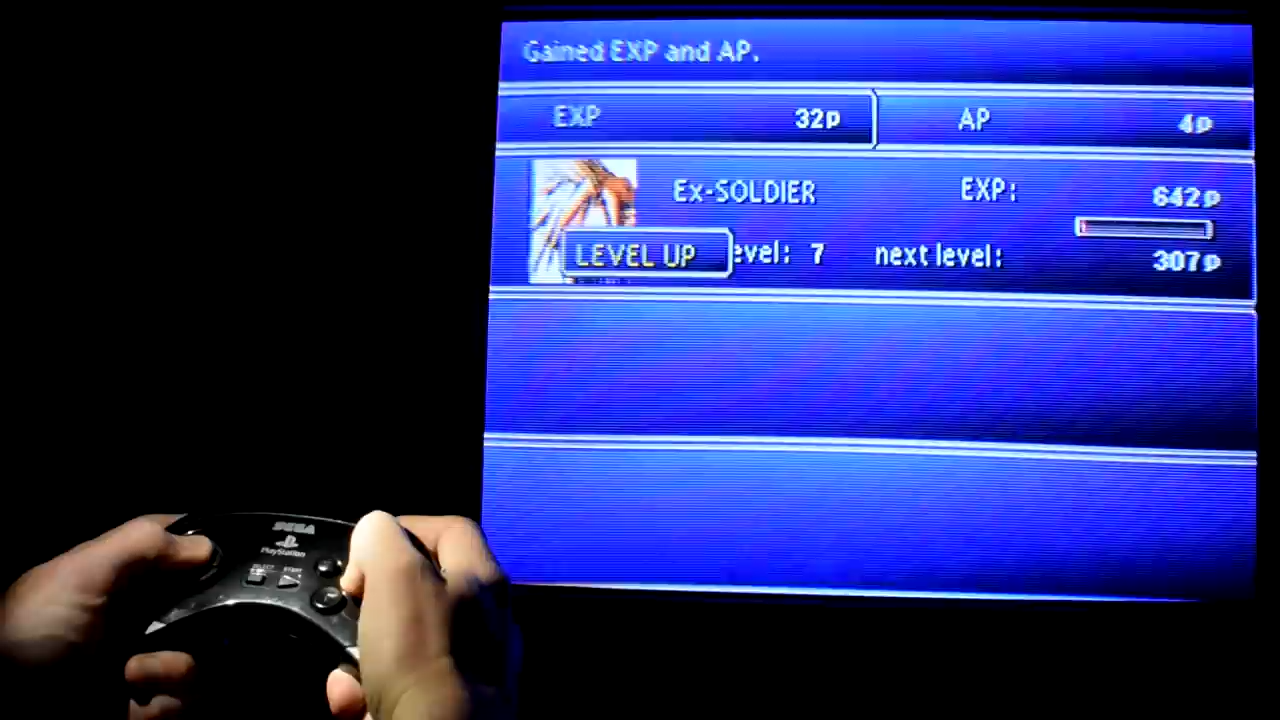 Gained EXP and AP.
EXP 32p AP 4p
Ex-SOLDIER EXP: 642p
LEVEL UP evel: 7 next level: 307p
SEGA
PlayStation
SELECT START